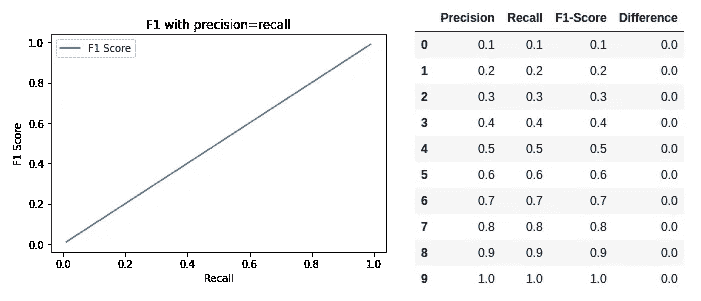 F1 with precision=recall
F1 Score
1.0
0.8
0.6
0.4
0.2
0.0
F1 Score
0.0 0.2 0.4 0.6 0.8 1.0
Recall
Precision Recall F1-Score Difference
0 0.1 0.1 0.1 0.0
1 0.2 0.2 0.2 0.0
2 0.3 0.3 0.3 0.0
3 0.4 0.4 0.4 0.0
4 0.5 0.5 0.5 0.0
5 0.6 0.6 0.6 0.0
6 0.7 0.7 0.7 0.0
7 0.8 0.8 0.8 0.0
8 0.9 0.9 0.9 0.0
9 1.0 1.0 1.0 0.0